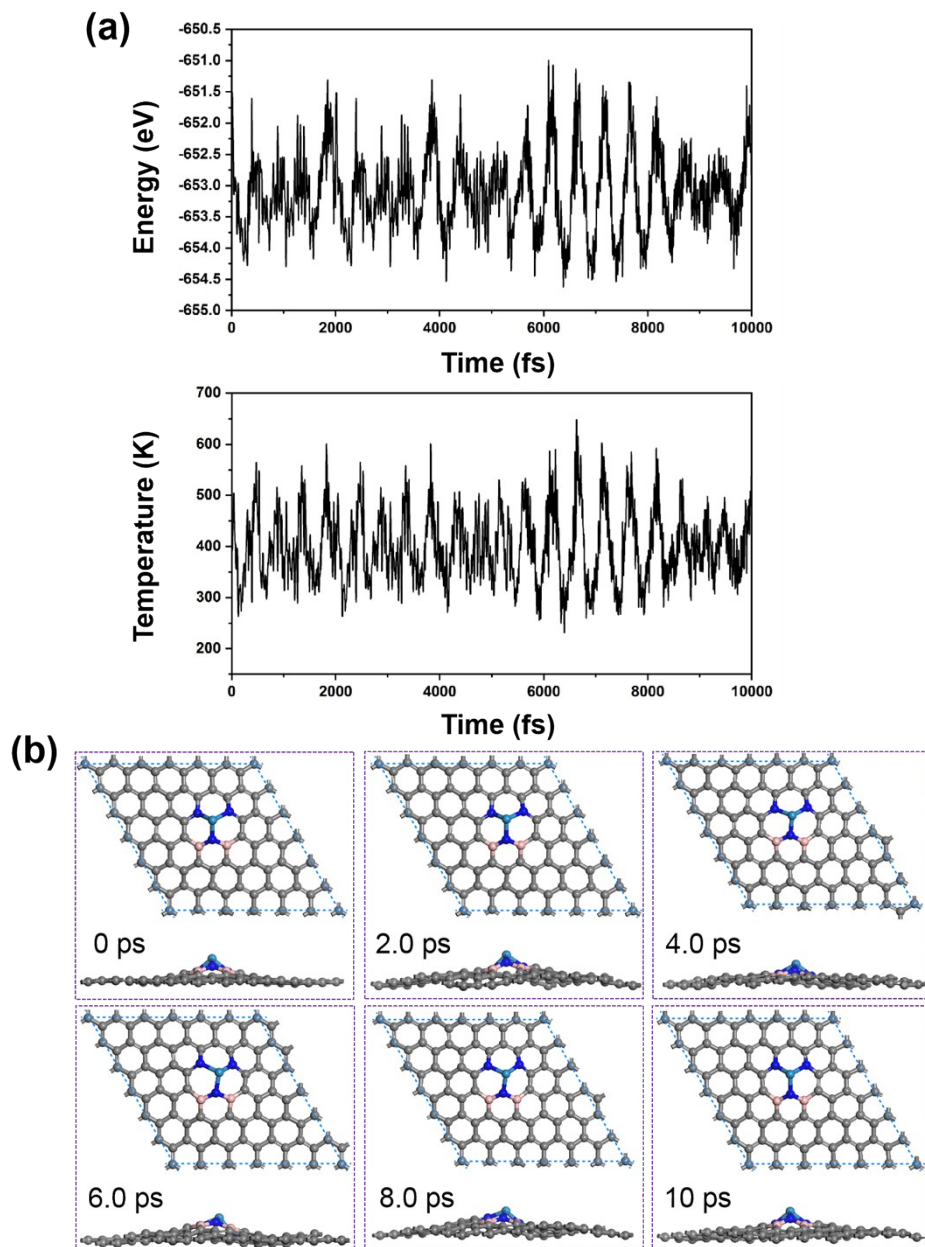 (a)
-650.5
-651.0
-651.5
-652.0
-652.5
-653.0
-653.5
-654.0
-654.5
-655.0
Energy (eV)
0 2000 4000 6000 8000 10000
Time (fs)
700
600
500
400
300
200
Temperature (K)
0 2000 4000 6000 8000 10000
Time (fs)
(b)
0 ps 2.0 ps 4.0 ps
6.0 ps 8.0 ps 10 ps